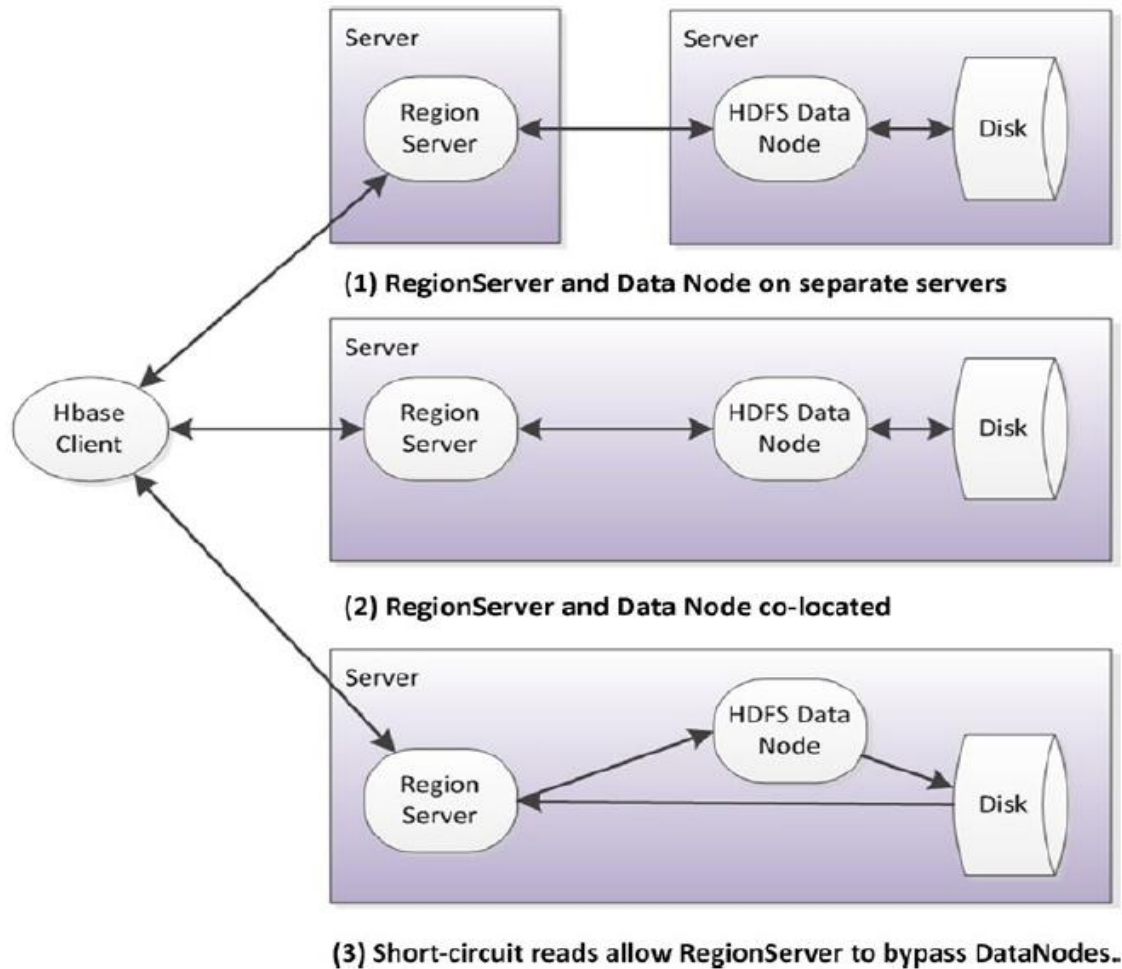 Server
Server
Region
Server
HDFS Data
Node
Disk
(1) RegionServer and Data Node on separate servers
Server
Hbase
Client
Region
Server
HDFS Data
Node
Disk
(2) RegionServer and Data Node co-located
Server
HDFS Data
Node
Region
Server
Disk
(3) Short-circuit reads allow RegionServer to bypass DataNodes.